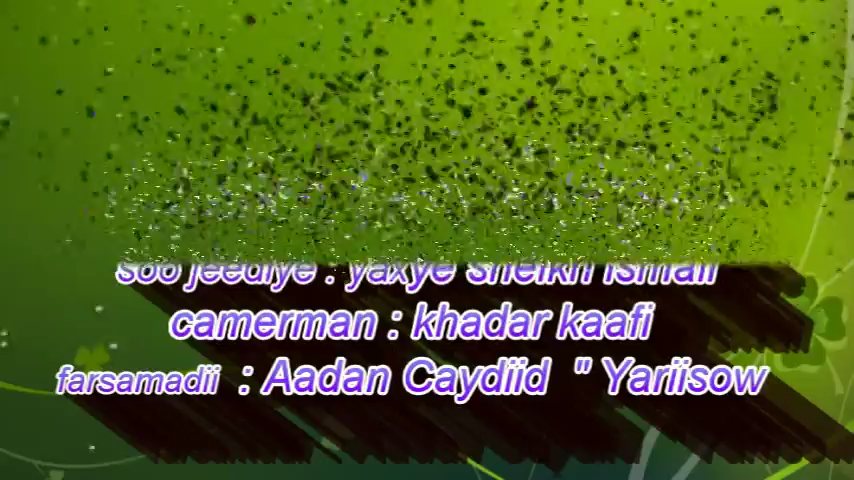 soo jeediye : yaxye sheikh ismail
camerman : khadar kaafi
farsamadii : Aadan Caydiid " Yariisow